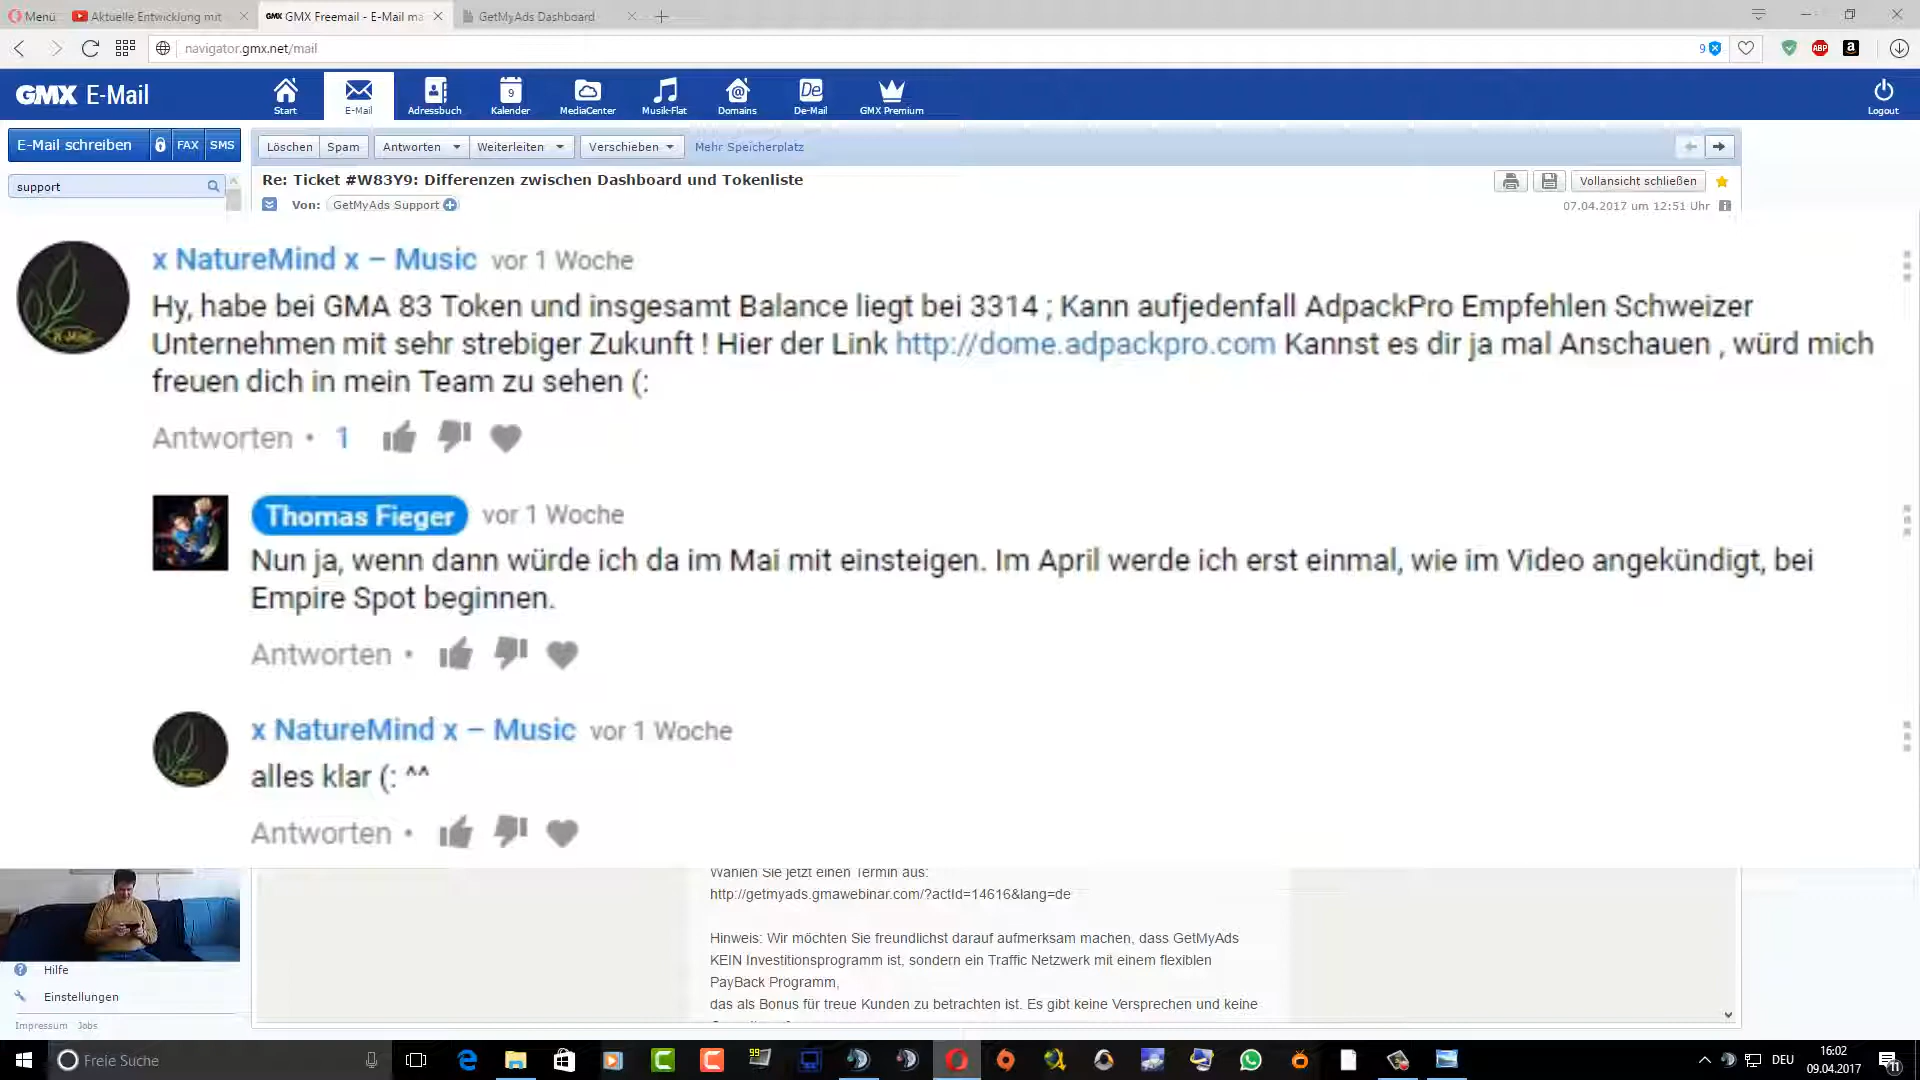 Menü
Aktuelle Entwicklung mit
GMX Freemail - E-Mail ma
GetMyAds Dashboard
navigator.gmx.net/mail
9
ABP
a
GMX E-Mail
Start
E-Mail
9
Adressbuch
Kalender
MediaCenter
Musik-Flat
Domains
De
De-Mail
GMX Premium
Logout
E-Mail schreiben
FAX
SMS
Löschen
Spam
Antworten
Weiterleiten
Verschieben
Mehr Speicherplatz
support
Re: Ticket #W83Y9: Differenzen zwischen Dashboard und Tokenliste
Vollansicht schließen
Von: GetMyAds Support
07.04.2017 um 12:51 Uhr
x NatureMind x – Music vor 1 Woche
Hy, habe bei GMA 83 Token und insgesamt Balance liegt bei 3314 ; Kann aufjedenfall AdpackPro Empfehlen Schweizer
Unternehmen mit sehr strebiger Zukunft ! Hier der Link http://dome.adpackpro.com Kannst es dir ja mal Anschauen , würd mich
freuen dich in mein Team zu sehen (:
Antworten • 1
Thomas Fieger vor 1 Woche
Nun ja, wenn dann würde ich da im Mai mit einsteigen. Im April werde ich erst einmal, wie im Video angekündigt, bei
Empire Spot beginnen.
Antworten •
x NatureMind x – Music vor 1 Woche
alles klar (: ^^
Antworten •
Wählen Sie jetzt einen Termin aus:
http://getmyads.gmawebinar.com/?actId=14616&lang=de
Hinweis: Wir möchten Sie freundlichst darauf aufmerksam machen, dass GetMyAds
KEIN Investitionsprogramm ist, sondern ein Traffic Netzwerk mit einem flexiblen
PayBack Programm,
das als Bonus für treue Kunden zu betrachten ist. Es gibt keine Versprechen und keine
Hilfe
Einstellungen
Impressum Jobs
Freie Suche
99
DEU
16:02
09.04.2017
11